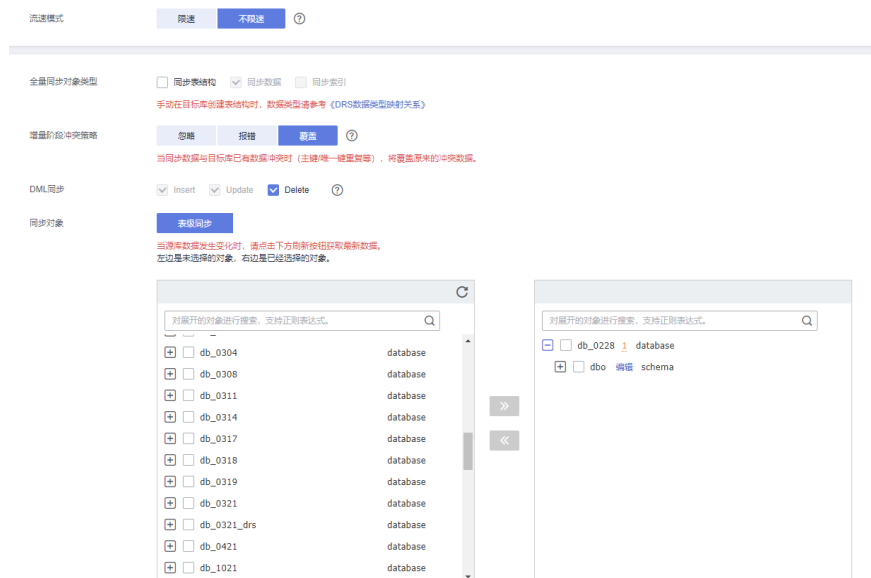 流速模式
限速
不限速
全量同步对象类型
同步表结构
同步数据
同步索引
手动在目标库创建表结构时，数据类型请参考《DRS数据类型映射关系》
增量阶段冲突策略
忽略
报错
覆盖
当同步数据与目标库已有数据冲突时（主键/唯一键重复等），将覆盖原来的冲突数据。
DML同步
Insert
Update
Delete
同步对象
表级同步
当源库数据发生变化时，请点击下方刷新按钮获取最新数据。
左边是未选择的对象，右边是已经选择的对象。
对展开的对象进行搜索，支持正则表达式。
db_0304 database
db_0308 database
db_0311 database
db_0314 database
db_0317 database
db_0318 database
db_0319 database
db_0321 database
db_0321_drs database
db_0421 database
db_1021 database
对展开的对象进行搜索，支持正则表达式。
db_0228 1 database
dbo 编辑 schema